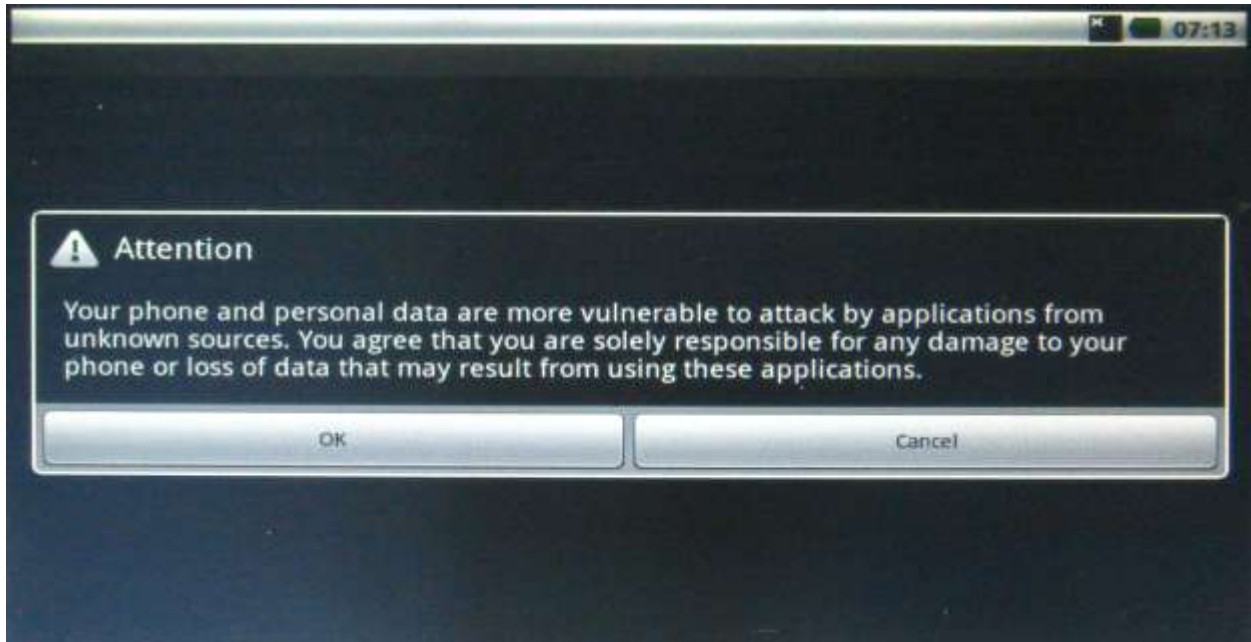 07:13
Attention
Your phone and personal data are more vulnerable to attack by applications from
unknown sources. You agree that you are solely responsible for any damage to your
phone or loss of data that may result from using these applications.
OK
Cancel